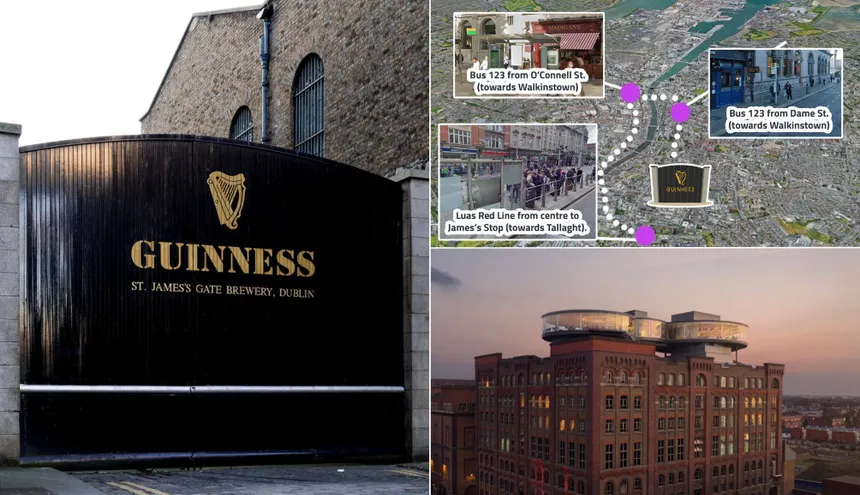 GUINNESS
ST. JAMES'S GATE BREWERY, DUBLIN
Bus 123 from O'Connell St.
(towards Walkinstown)
Bus 123 from Dame St.
(towards Walkinstown)
GUINNESS
Luas Red Line from centre to
James's Stop (towards Tallaght).